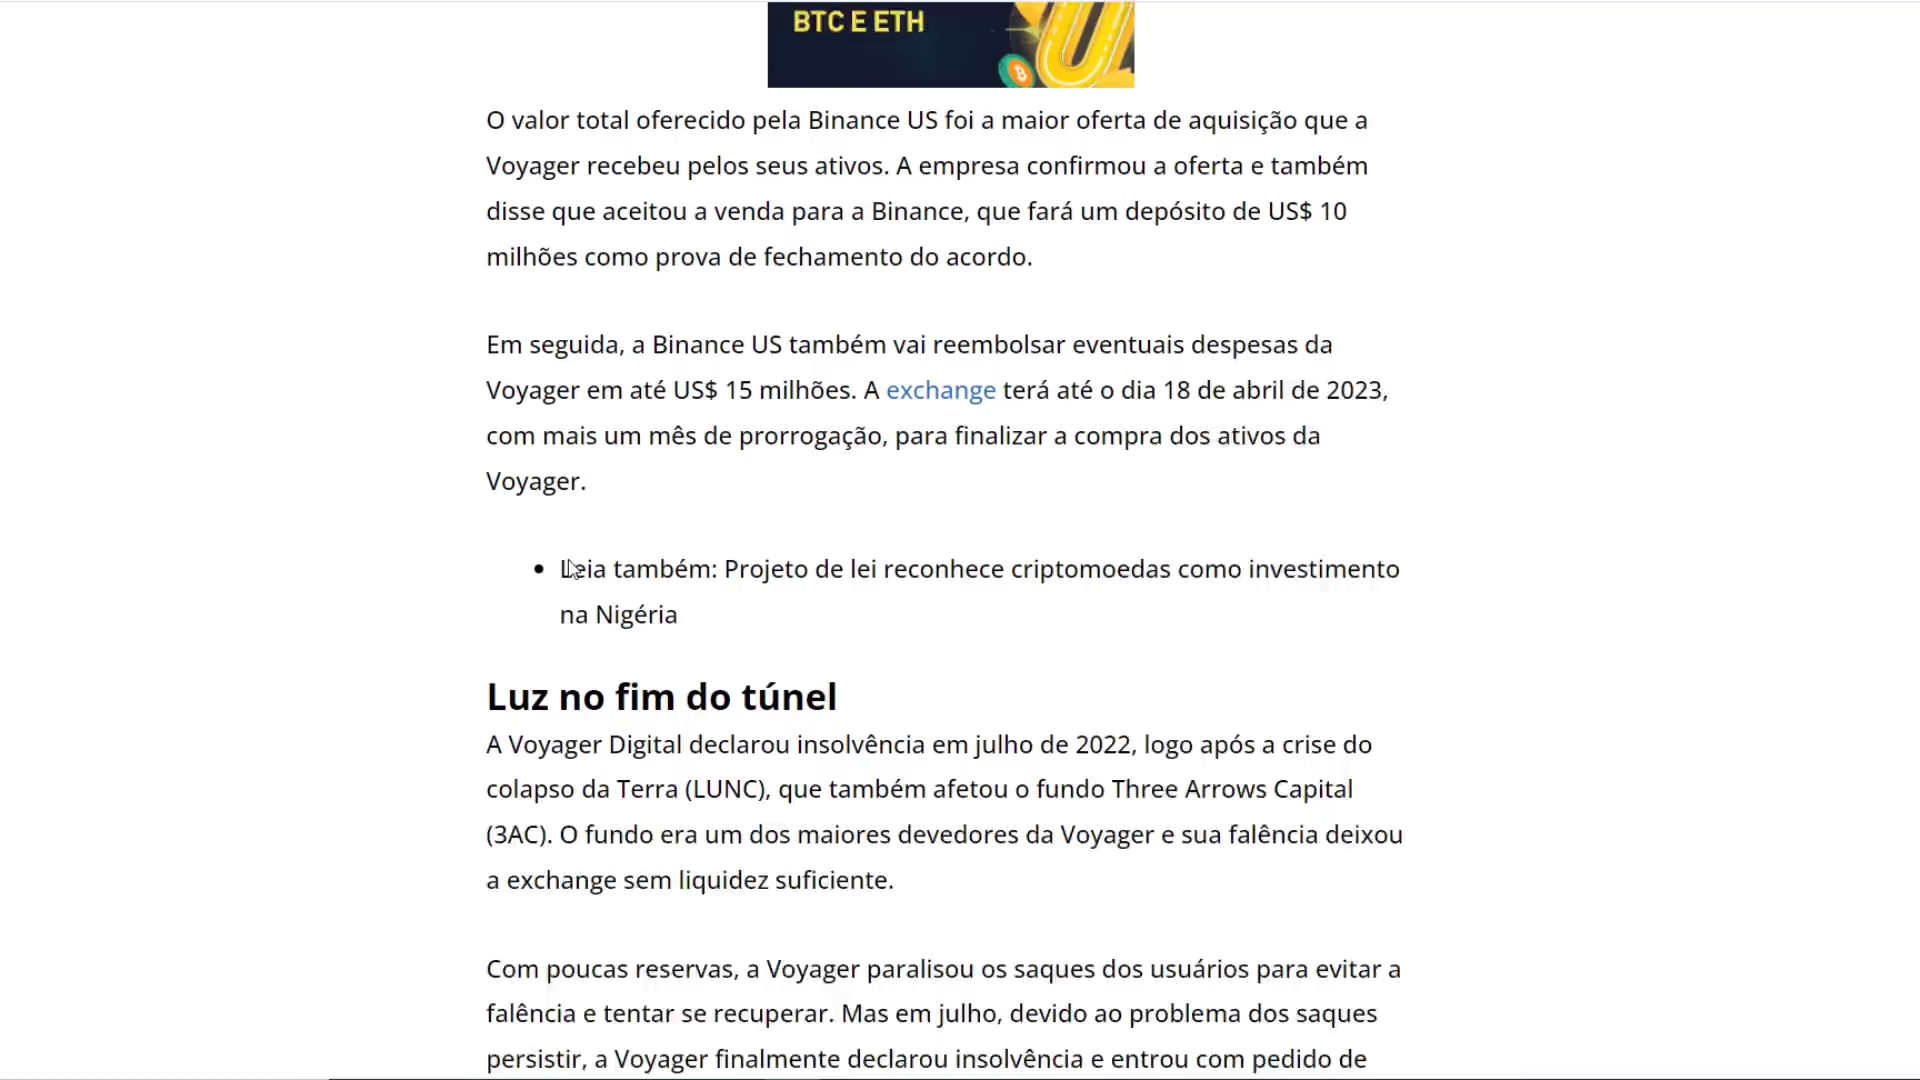 BTC E ETH
O valor total oferecido pela Binance US foi a maior oferta de aquisição que a
Voyager recebeu pelos seus ativos. A empresa confirmou a oferta e também
disse que aceitou a venda para a Binance, que fará um depósito de US$ 10
milhões como prova de fechamento do acordo.
Em seguida, a Binance US também vai reembolsar eventuais despesas da
Voyager em até US$ 15 milhões. A exchange terá até o dia 18 de abril de 2023,
com mais um mês de prorrogação, para finalizar a compra dos ativos da
Voyager.
• Leia também: Projeto de lei reconhece criptomoedas como investimento
na Nigéria
Luz no fim do túnel
A Voyager Digital declarou insolvência em julho de 2022, logo após a crise do
colapso da Terra (LUNC), que também afetou o fundo Three Arrows Capital
(3AC). O fundo era um dos maiores devedores da Voyager e sua falência deixou
a exchange sem liquidez suficiente.
Com poucas reservas, a Voyager paralisou os saques dos usuários para evitar a
falência e tentar se recuperar. Mas em julho, devido ao problema dos saques
persistir, a Voyager finalmente declarou insolvência e entrou com pedido de